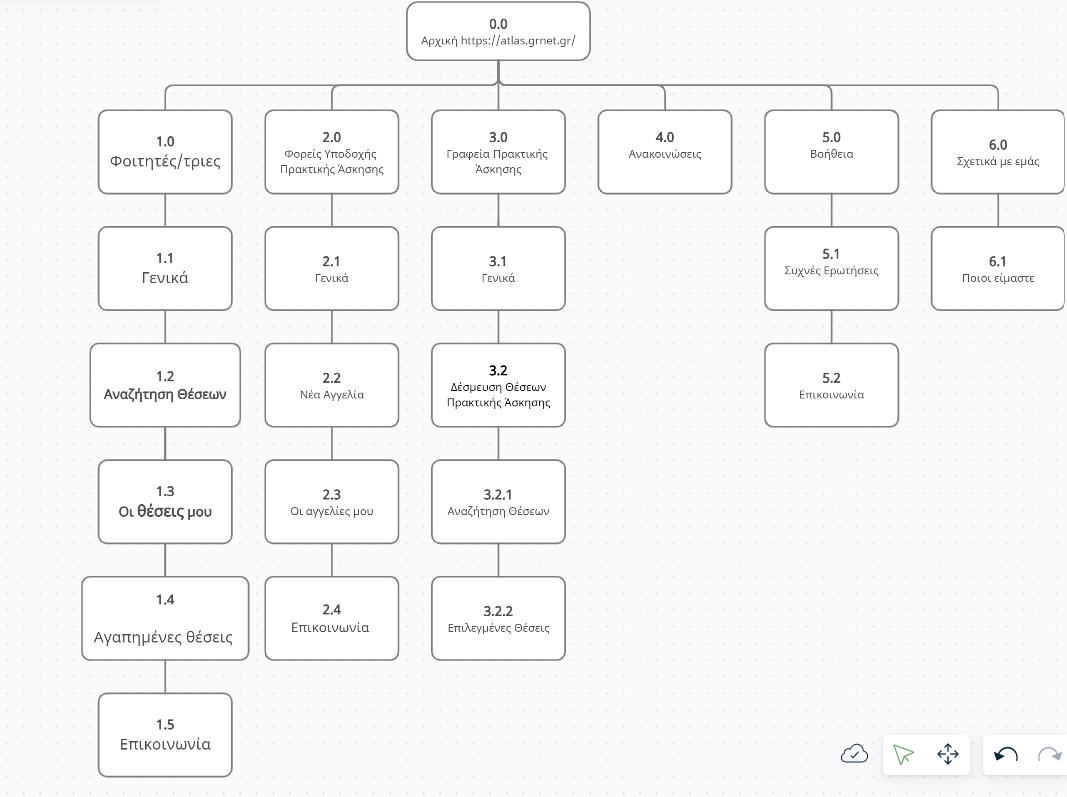 0.0
Αρχική https://atlas.grnet.gr/
1.0
Φοιτητές/τριες
2.0
Φορείς Υποδοχής
Πρακτικής Άσκησης
3.0
Γραφεία Πρακτικής
Άσκησης
4.0
Ανακοινώσεις
5.0
Βοήθεια
6.0
Σχετικά με εμάς
1.1
Γενικά
2.1
Γενικά
3.1
Γενικά
5.1
Συχνές Ερωτήσεις
6.1
Ποιοι είμαστε
1.2
Αναζήτηση Θέσεων
2.2
Νέα Αγγελία
3.2
Δέσμευση Θέσεων
Πρακτικής Άσκησης
5.2
Επικοινωνία
1.3
Οι θέσεις μου
2.3
Οι αγγελίες μου
3.2.1
Αναζήτηση Θέσεων
1.4
Αγαπημένες θέσεις
2.4
Επικοινωνία
3.2.2
Επιλεγμένες Θέσεις
1.5
Επικοινωνία